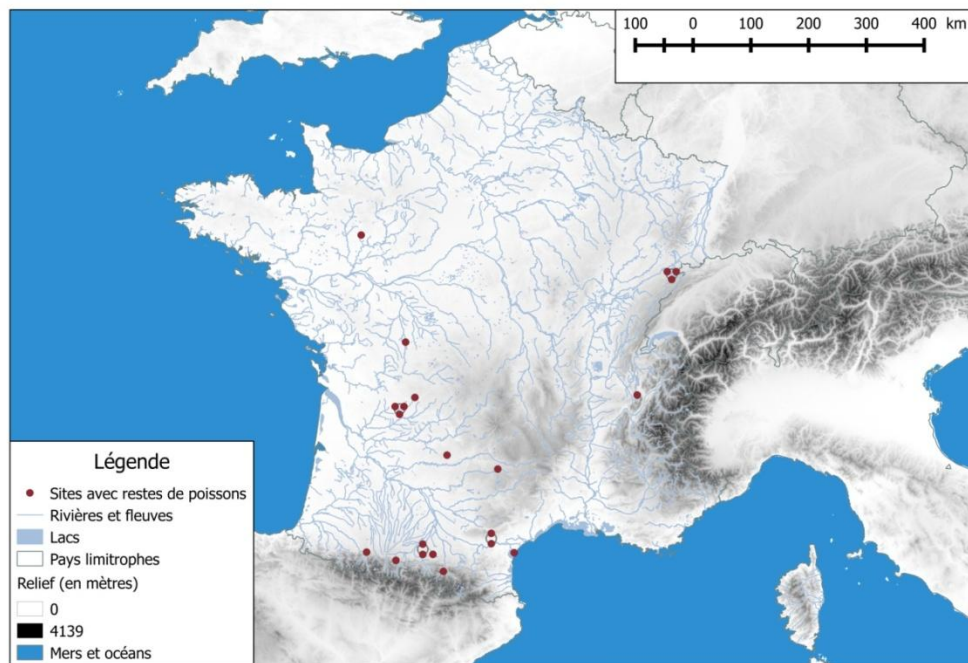 100 0 100 200 300 400 km
Légende
Sites avec restes de poissons
Rivières et fleuves
Lacs
Pays limitrophes
Relief (en mètres)
0
4139
Mers et océans